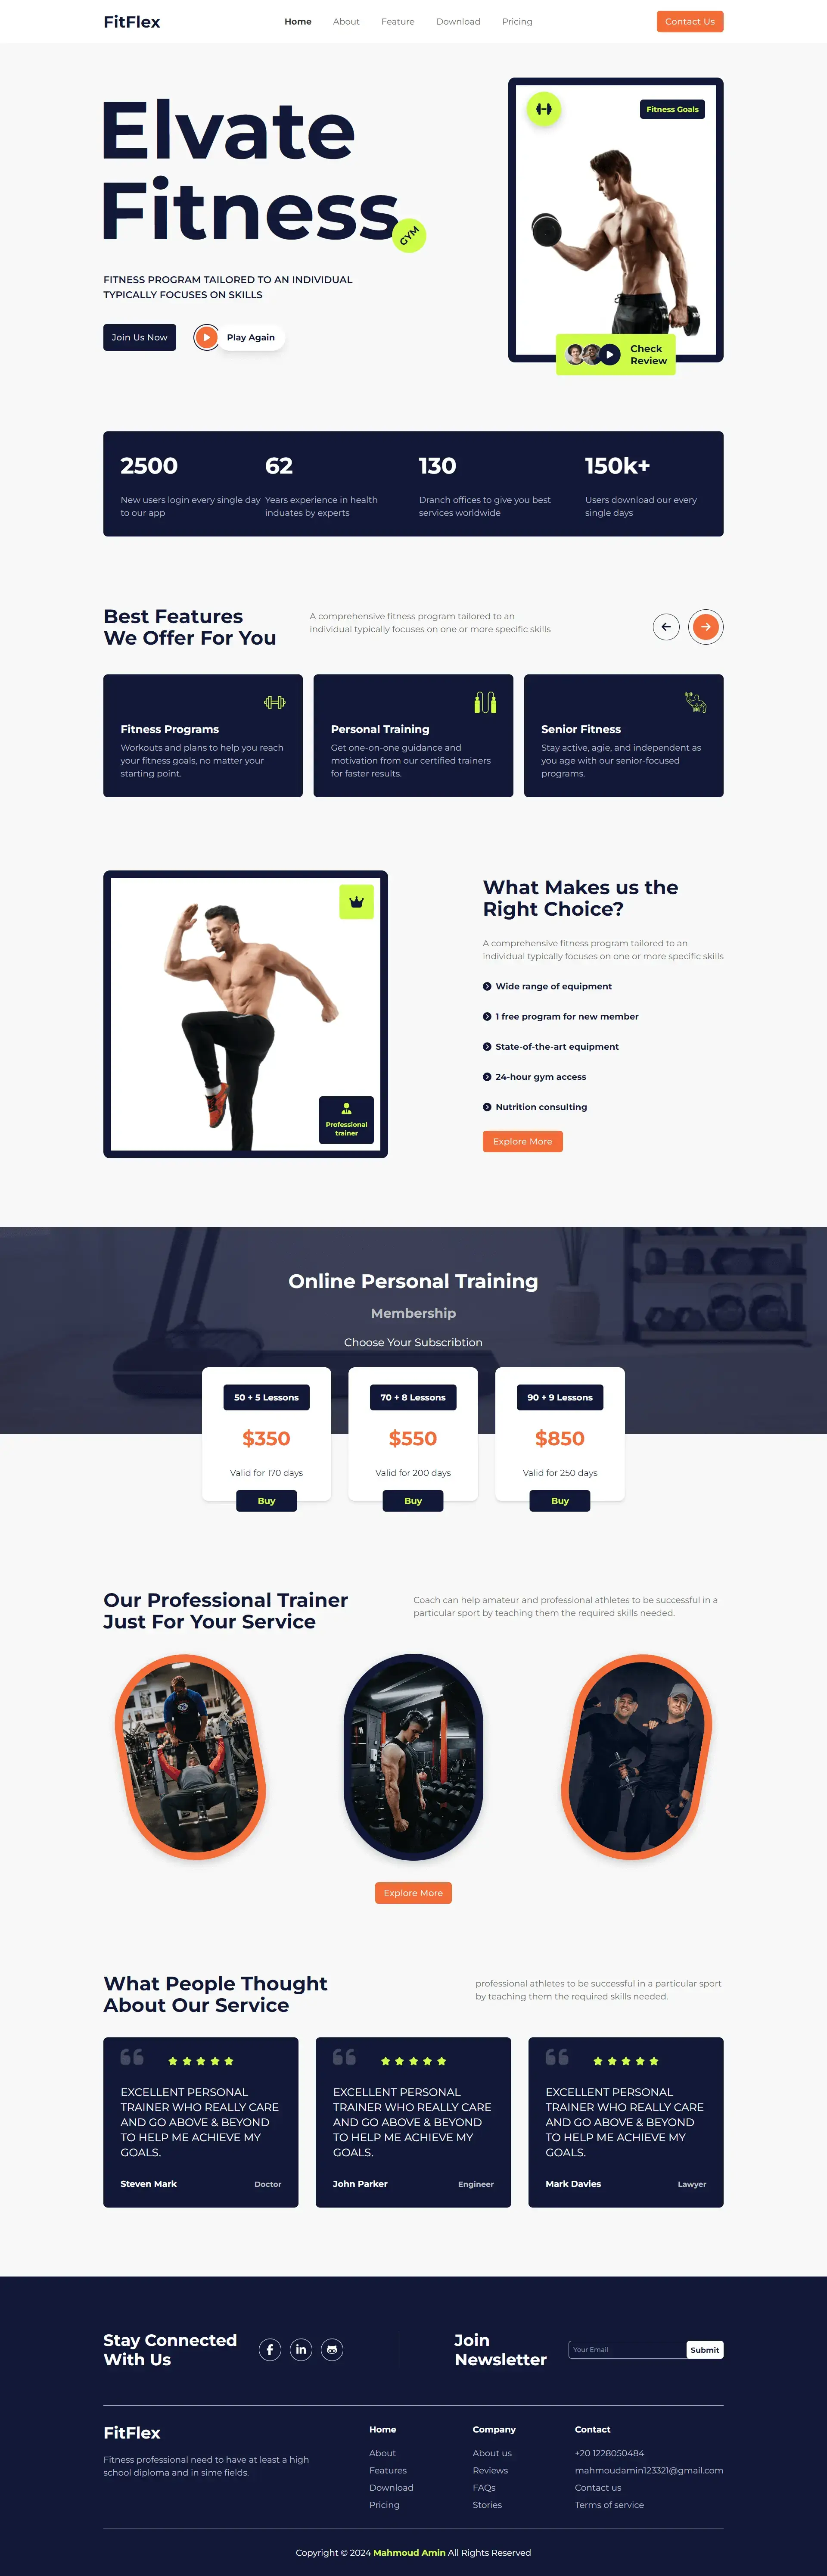 FitFlex
Home
About
Feature
Download
Pricing
Contact Us
Elvate
Fitness
GYM
FITNESS PROGRAM TAILORED TO AN INDIVIDUAL
TYPICALLY FOCUSES ON SKILLS
Join Us Now
Play Again
Fitness Goals
Check
Review
2500
New users login every single day
to our app
62
Years experience in health
induates by experts
130
Dranch offices to give you best
services worldwide
150k+
Users download our every
single days
Best Features
We Offer For You
A comprehensive fitness program tailored to an
individual typically focuses on one or more specific skills
Fitness Programs
Workouts and plans to help you reach
your fitness goals, no matter your
starting point.
Personal Training
Get one-on-one guidance and
motivation from our certified trainers
for faster results.
Senior Fitness
Stay active, agie, and independent as
you age with our senior-focused
programs.
Professional
trainer
What Makes us the
Right Choice?
A comprehensive fitness program tailored to an
individual typically focuses on one or more specific skills
Wide range of equipment
1 free program for new member
State-of-the-art equipment
24-hour gym access
Nutrition consulting
Explore More
Online Personal Training
Membership
Choose Your Subscribtion
50 + 5 Lessons
$350
Valid for 170 days
Buy
70 + 8 Lessons
$550
Valid for 200 days
Buy
90 + 9 Lessons
$850
Valid for 250 days
Buy
Our Professional Trainer
Just For Your Service
Coach can help amateur and professional athletes to be successful in a
particular sport by teaching them the required skills needed.
Explore More
What People Thought
About Our Service
professional athletes to be successful in a particular sport
by teaching them the required skills needed.
EXCELLENT PERSONAL
TRAINER WHO REALLY CARE
AND GO ABOVE & BEYOND
TO HELP ME ACHIEVE MY
GOALS.
Steven Mark
Doctor
EXCELLENT PERSONAL
TRAINER WHO REALLY CARE
AND GO ABOVE & BEYOND
TO HELP ME ACHIEVE MY
GOALS.
John Parker
Engineer
EXCELLENT PERSONAL
TRAINER WHO REALLY CARE
AND GO ABOVE & BEYOND
TO HELP ME ACHIEVE MY
GOALS.
Mark Davies
Lawyer
Stay Connected
With Us
Join
Newsletter
Your Email
Submit
FitFlex
Fitness professional need to have at least a high
school diploma and in sime fields.
Home
About
Features
Download
Pricing
Company
About us
Reviews
FAQs
Stories
Contact
+20 1228050484
mahmoudamin123321@gmail.com
Contact us
Terms of service
Copyright © 2024 Mahmoud Amin All Rights Reserved